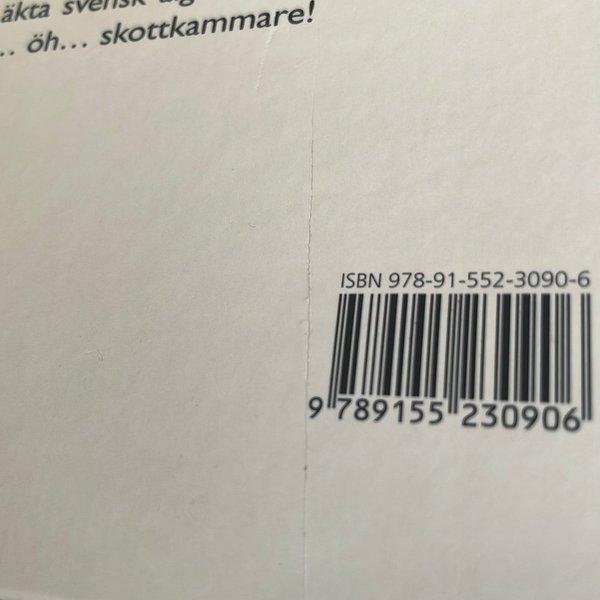 äkta svensk
... öh... skottkammare!
ISBN 978-91-552-3090-6
9 789155 230906